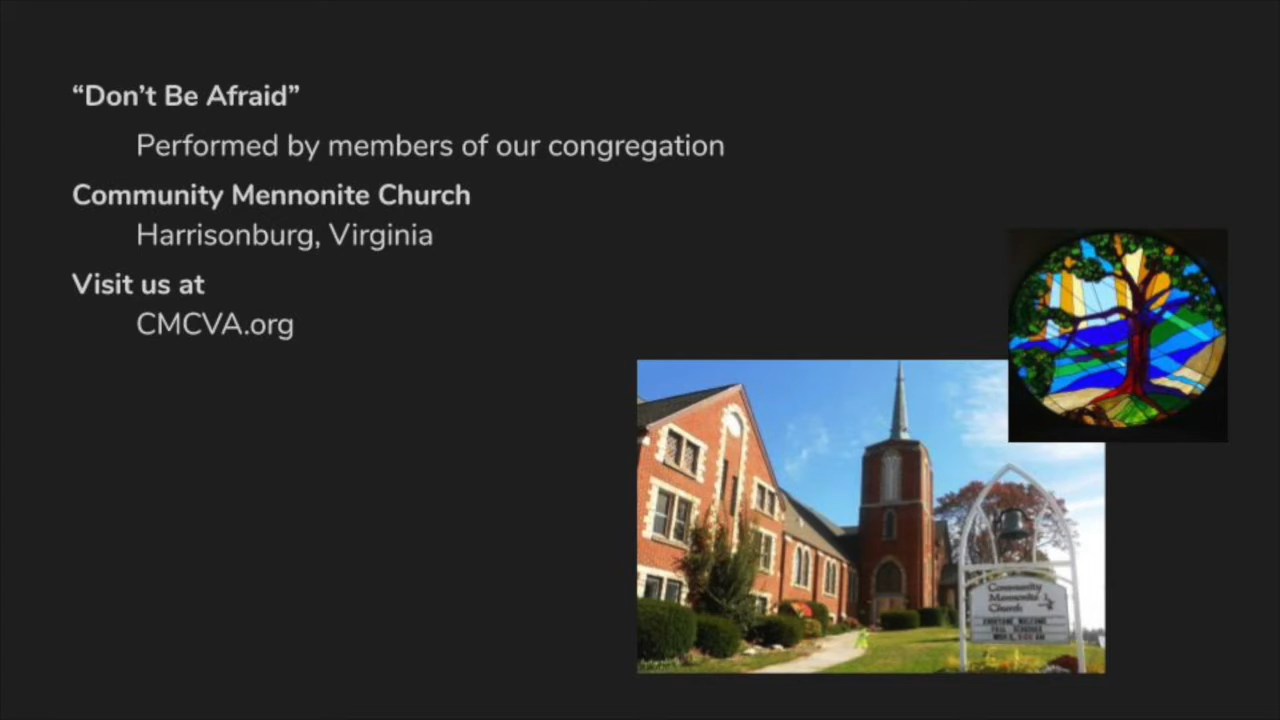 “Don’t Be Afraid”
Performed by members of our congregation
Community Mennonite Church
Harrisonburg, Virginia
Visit us at
CMCVA.org
Community
Mennonite
Church
EVERYONE WELCOME